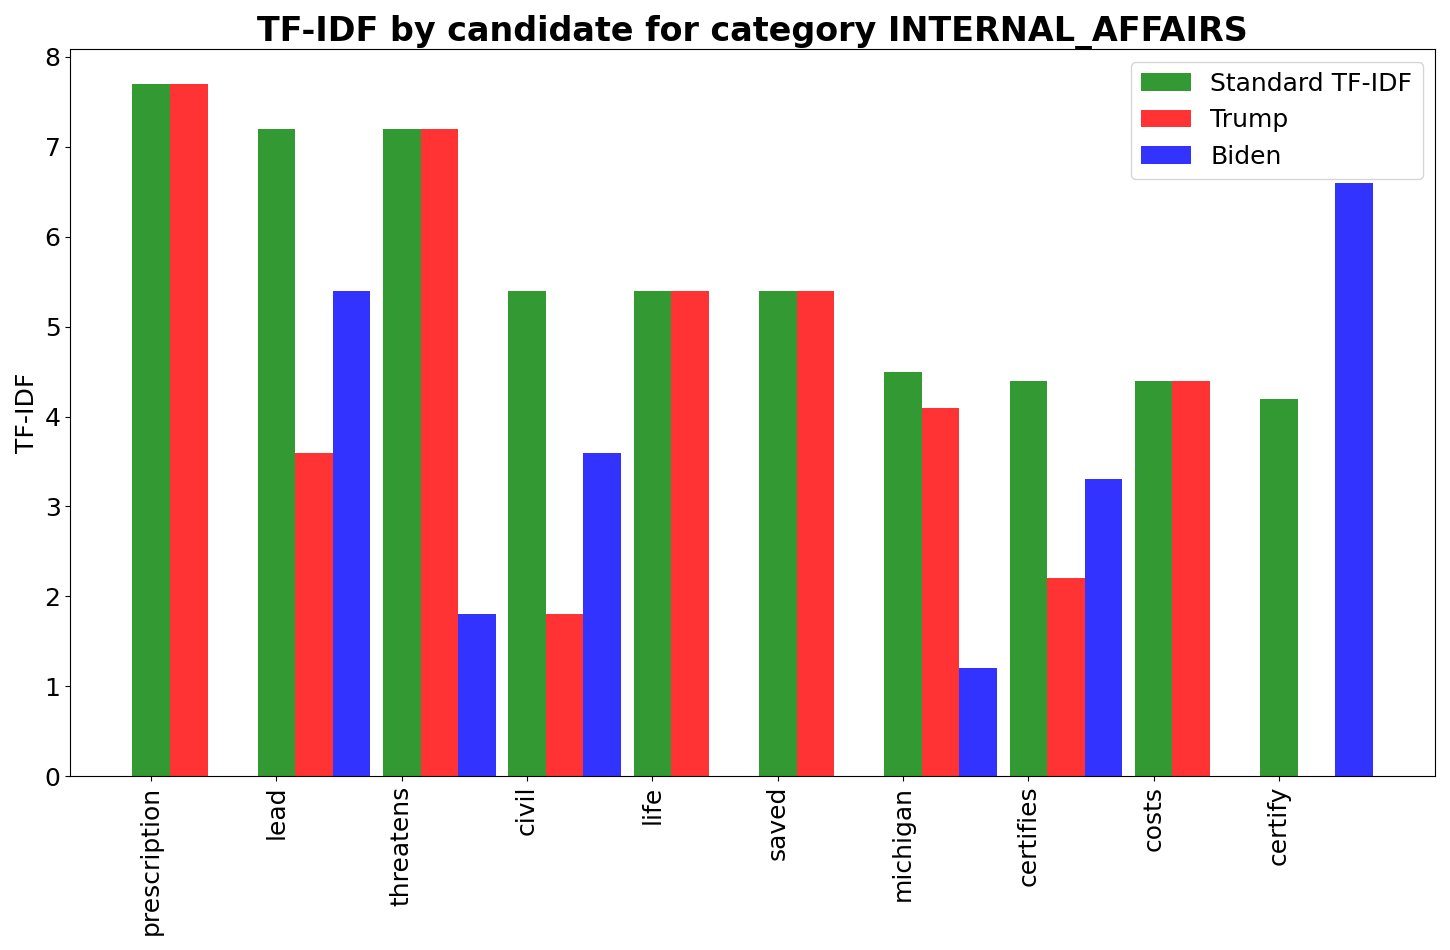 TF-IDF by candidate for category INTERNAL_AFFAIRS
Standard TF-IDF
Trump
Biden
TF-IDF
8
7
6
5
4
3
2
1
0
prescription
lead
threatens
civil
life
saved
michigan
certifies
costs
certify